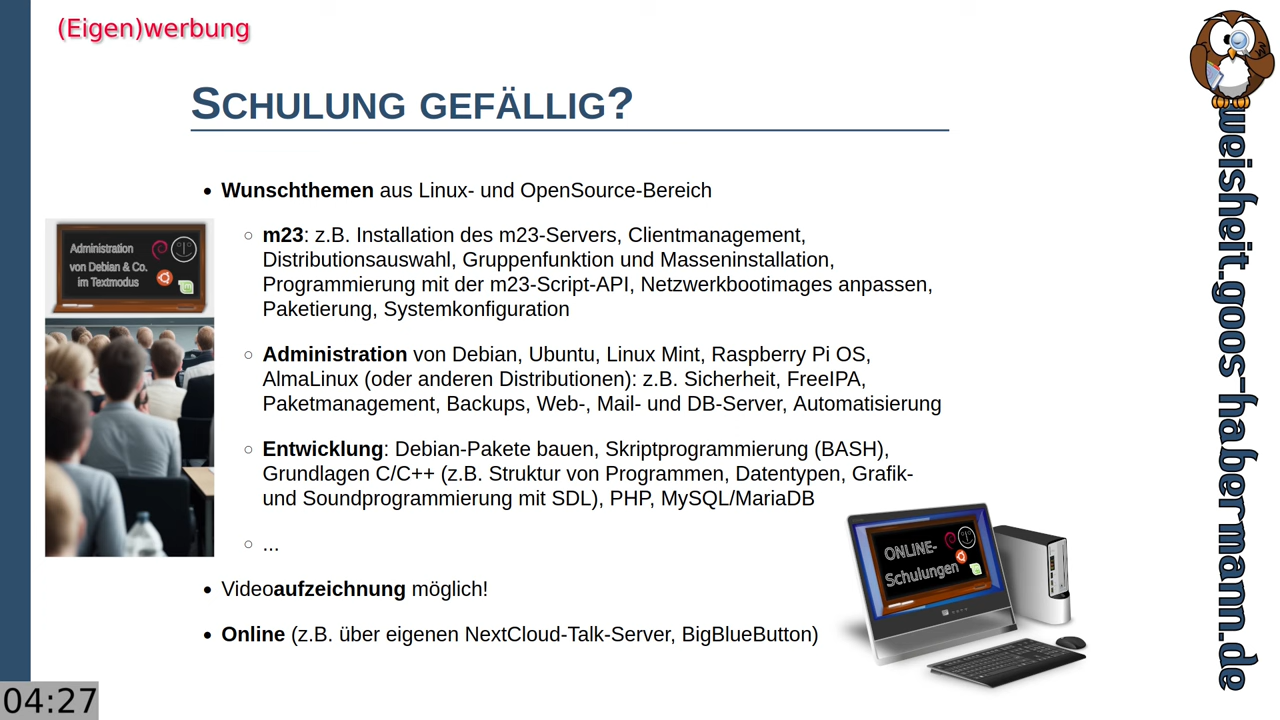 (Eigen)werbung
SCHULUNG GEFÄLLIG?
• Wunschthemen aus Linux- und OpenSource-Bereich
○ m23: z.B. Installation des m23-Servers, Clientmanagement,
Distributionsauswahl, Gruppenfunktion und Masseninstallation,
Programmierung mit der m23-Script-API, Netzwerkbootimages anpassen,
Paketierung, Systemkonfiguration
Administration
von Debian & Co.
im Textmodus
○ Administration von Debian, Ubuntu, Linux Mint, Raspberry Pi OS,
AlmaLinux (oder anderen Distributionen): z.B. Sicherheit, FreeIPA,
Paketmanagement, Backups, Web-, Mail- und DB-Server, Automatisierung
○ Entwicklung: Debian-Pakete bauen, Skriptprogrammierung (BASH),
Grundlagen C/C++ (z.B. Struktur von Programmen, Datentypen, Grafik-
und Soundprogrammierung mit SDL), PHP, MySQL/MariaDB
○ ...
• Videoaufzeichnung möglich!
• Online (z.B. über eigenen NextCloud-Talk-Server, BigBlueButton)
ONLINE-
Schulungen
weisheit.goos-habermann.de
04:27